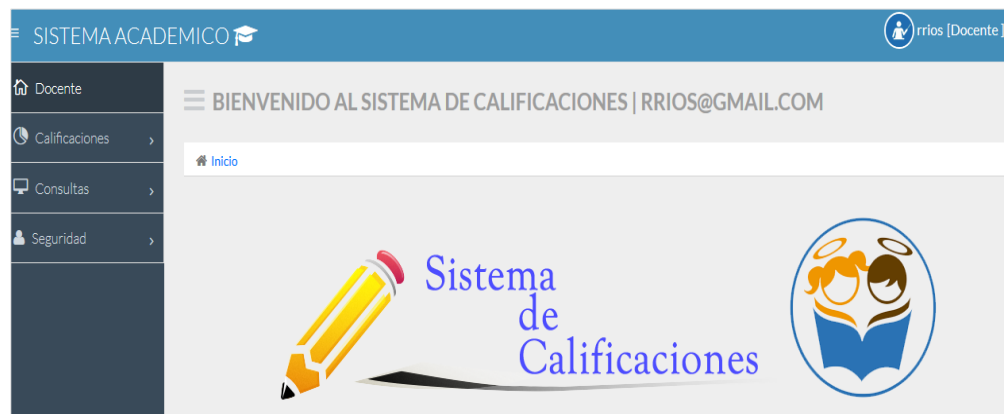 SISTEMA ACADEMICO
rrios [Docente]
Docente
BIENVENIDO AL SISTEMA DE CALIFICACIONES | RRIOS@GMAIL.COM
Calificaciones
Inicio
Consultas
Seguridad
Sistema
de
Calificaciones